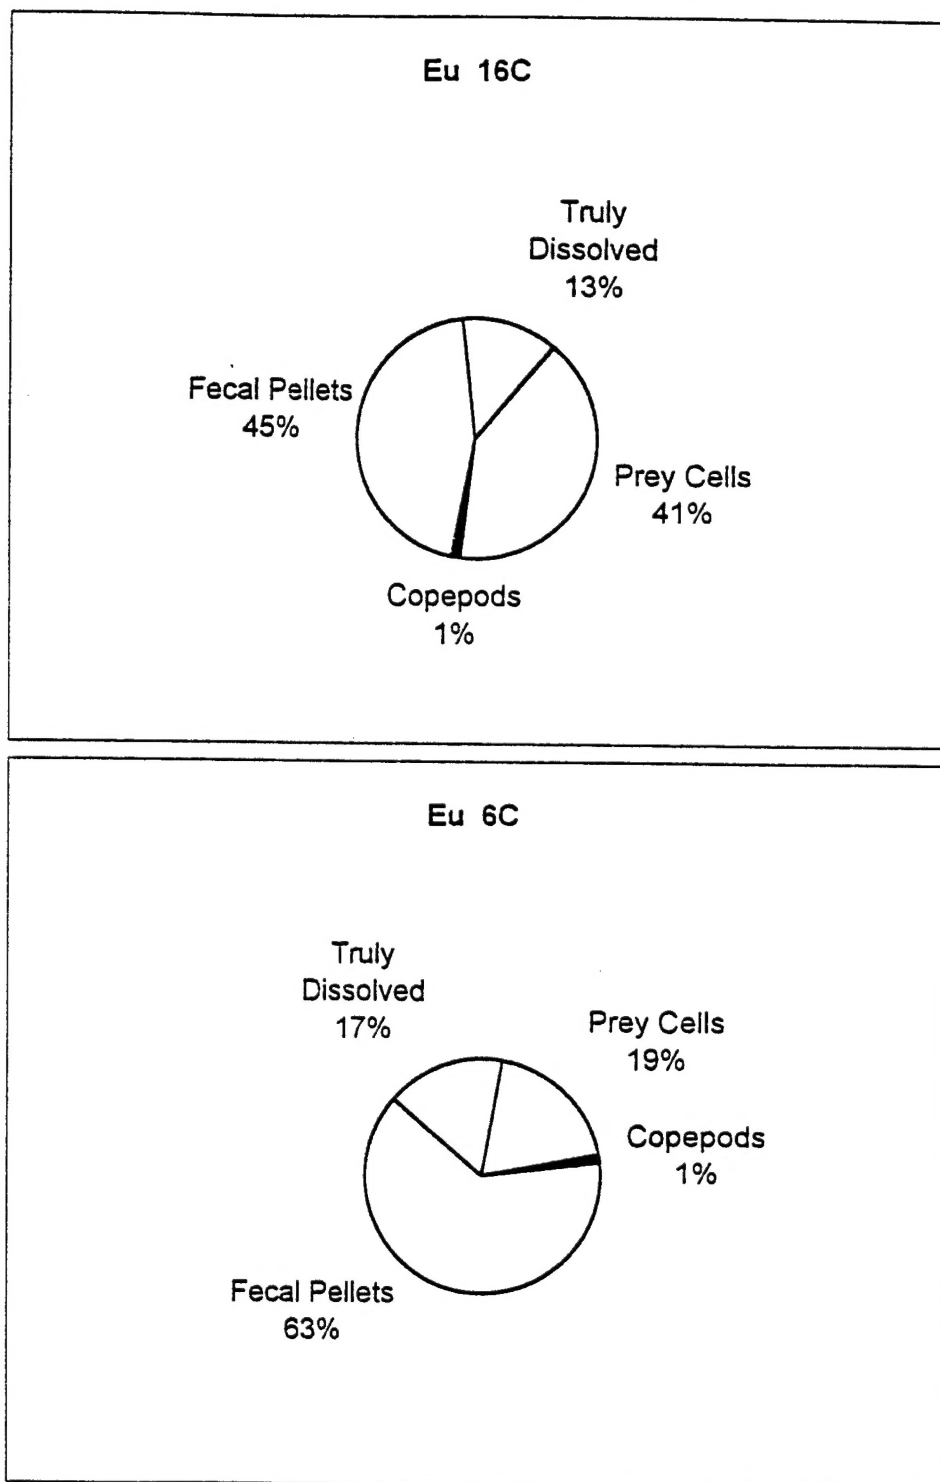 Eu 16C
Truly
Dissolved
13%
Fecal Pellets
45%
Prey Cells
41%
Copepods
1%
Eu 6C
Truly
Dissolved
17%
Prey Cells
19%
Copepods
1%
Fecal Pellets
63%